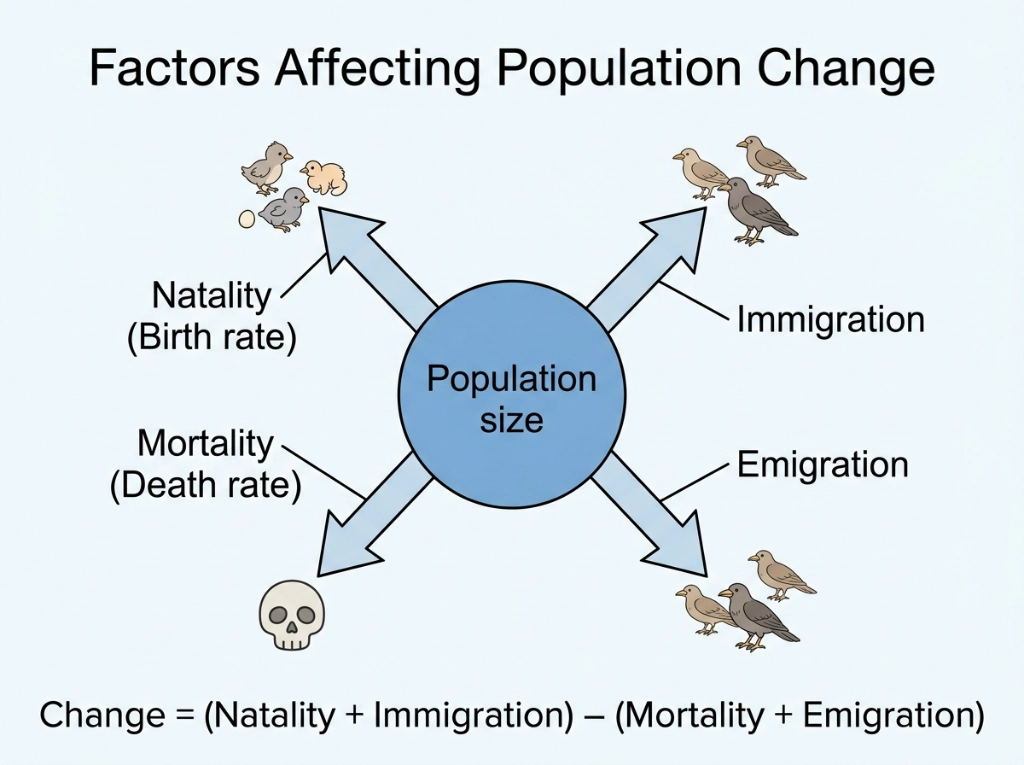 Factors Affecting Population Change
Natality
(Birth rate)
Immigration
Population
size
Mortality
(Death rate)
Emigration
Change = (Natality + Immigration) – (Mortality + Emigration)